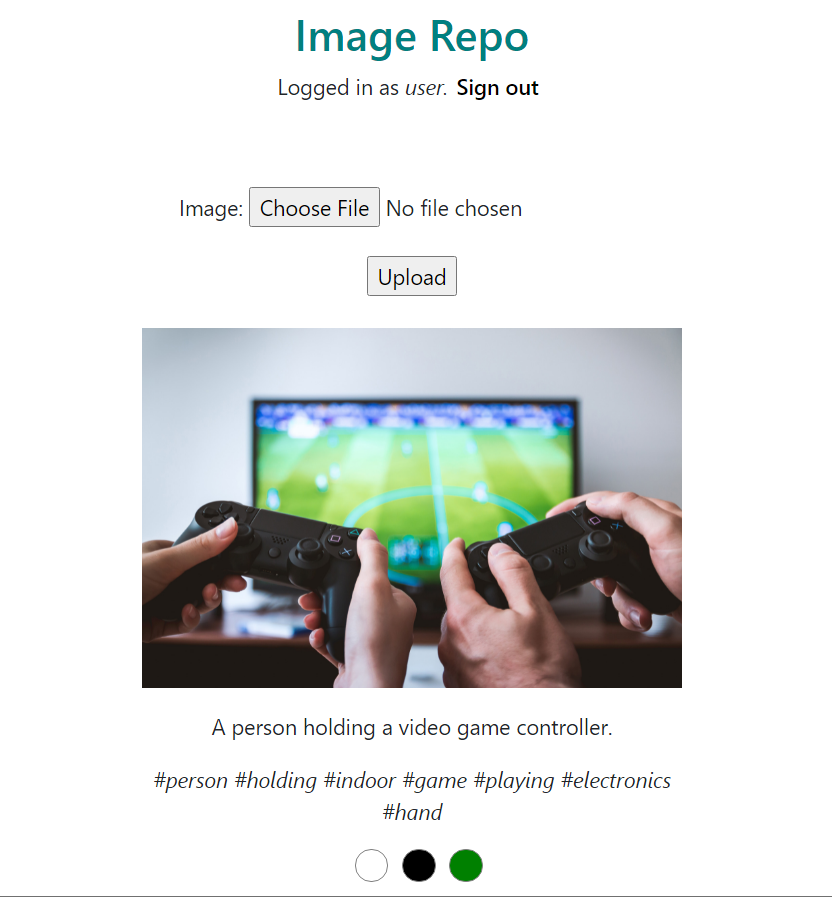 Image Repo
Logged in as user. Sign out
Image: Choose File No file chosen
Upload
A person holding a video game controller.
#person #holding #indoor #game #playing #electronics
#hand